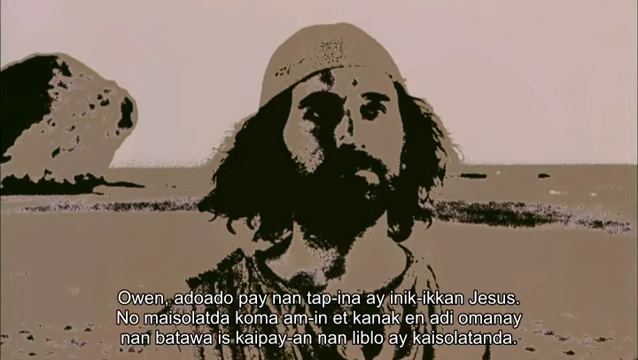 Owen, adoado pay nan tap-ina ay inik-ikkan Jesus.
No maisolatda koma am-in et kanak en adi omanay
nan batawa is kaipay-an nan liblo ay kaisolatanda.